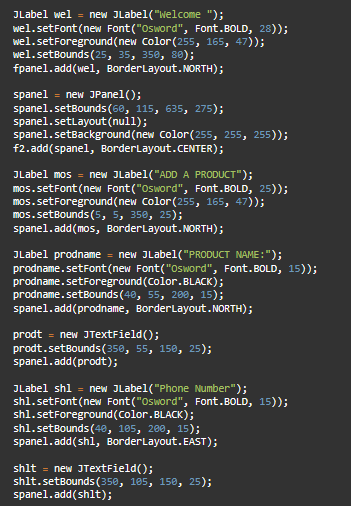 JLabel wel = new JLabel("Welcome ");
wel.setFont(new Font("Osword", Font.BOLD, 28));
wel.setForeground(new Color(255, 165, 47));
wel.setBounds(25, 35, 350, 80);
fpanel.add(wel, BorderLayout.NORTH);
spanel = new JPanel();
spanel.setBounds(60, 115, 635, 275);
spanel.setLayout(null);
spanel.setBackground(new Color(255, 255, 255));
f2.add(spanel, BorderLayout.CENTER);
JLabel mos = new JLabel("ADD A PRODUCT");
mos.setFont(new Font("Osword", Font.BOLD, 25));
mos.setForeground(new Color(255, 165, 47));
mos.setBounds(5, 5, 350, 25);
spanel.add(mos, BorderLayout.NORTH);
JLabel prodname = new JLabel("PRODUCT NAME:");
prodname.setFont(new Font("Osword", Font.BOLD, 15));
prodname.setForeground(Color.BLACK);
prodname.setBounds(40, 55, 200, 15);
spanel.add(prodname, BorderLayout.NORTH);
prodt = new JTextField();
prodt.setBounds(350, 55, 150, 25);
spanel.add(prodt);
JLabel shl = new JLabel("Phone Number");
shl.setFont(new Font("Osword", Font.BOLD, 15));
shl.setForeground(Color.BLACK);
shl.setBounds(40, 105, 200, 15);
spanel.add(shl, BorderLayout.EAST);
shlt = new JTextField();
shlt.setBounds(350, 105, 150, 25);
spanel.add(shlt);